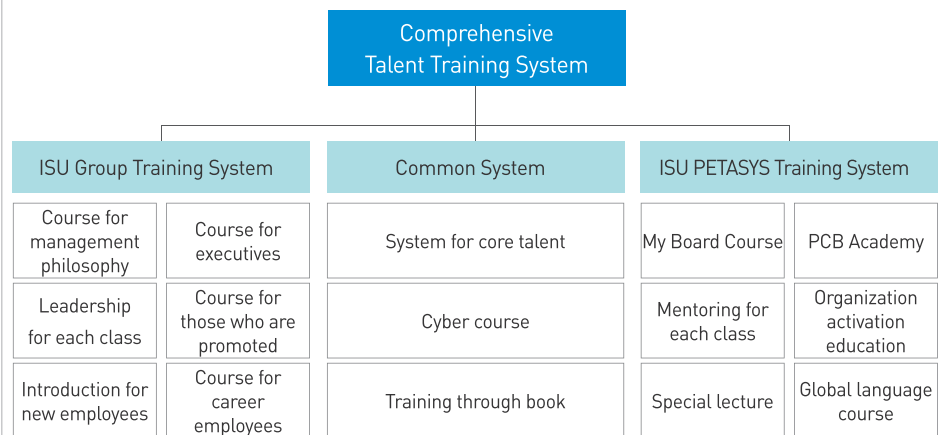 Comprehensive
Talent Training System
ISU Group Training System
Common System
ISU PETASYS Training System
Course for
management
philosophy
Course for
executives
System for core talent
My Board Course
PCB Academy
Leadership
for each class
Course for
those who are
promoted
Cyber course
Mentoring for
each class
Organization
activation
education
Introduction for
new employees
Course for
career
employees
Training through book
Special lecture
Global language
course